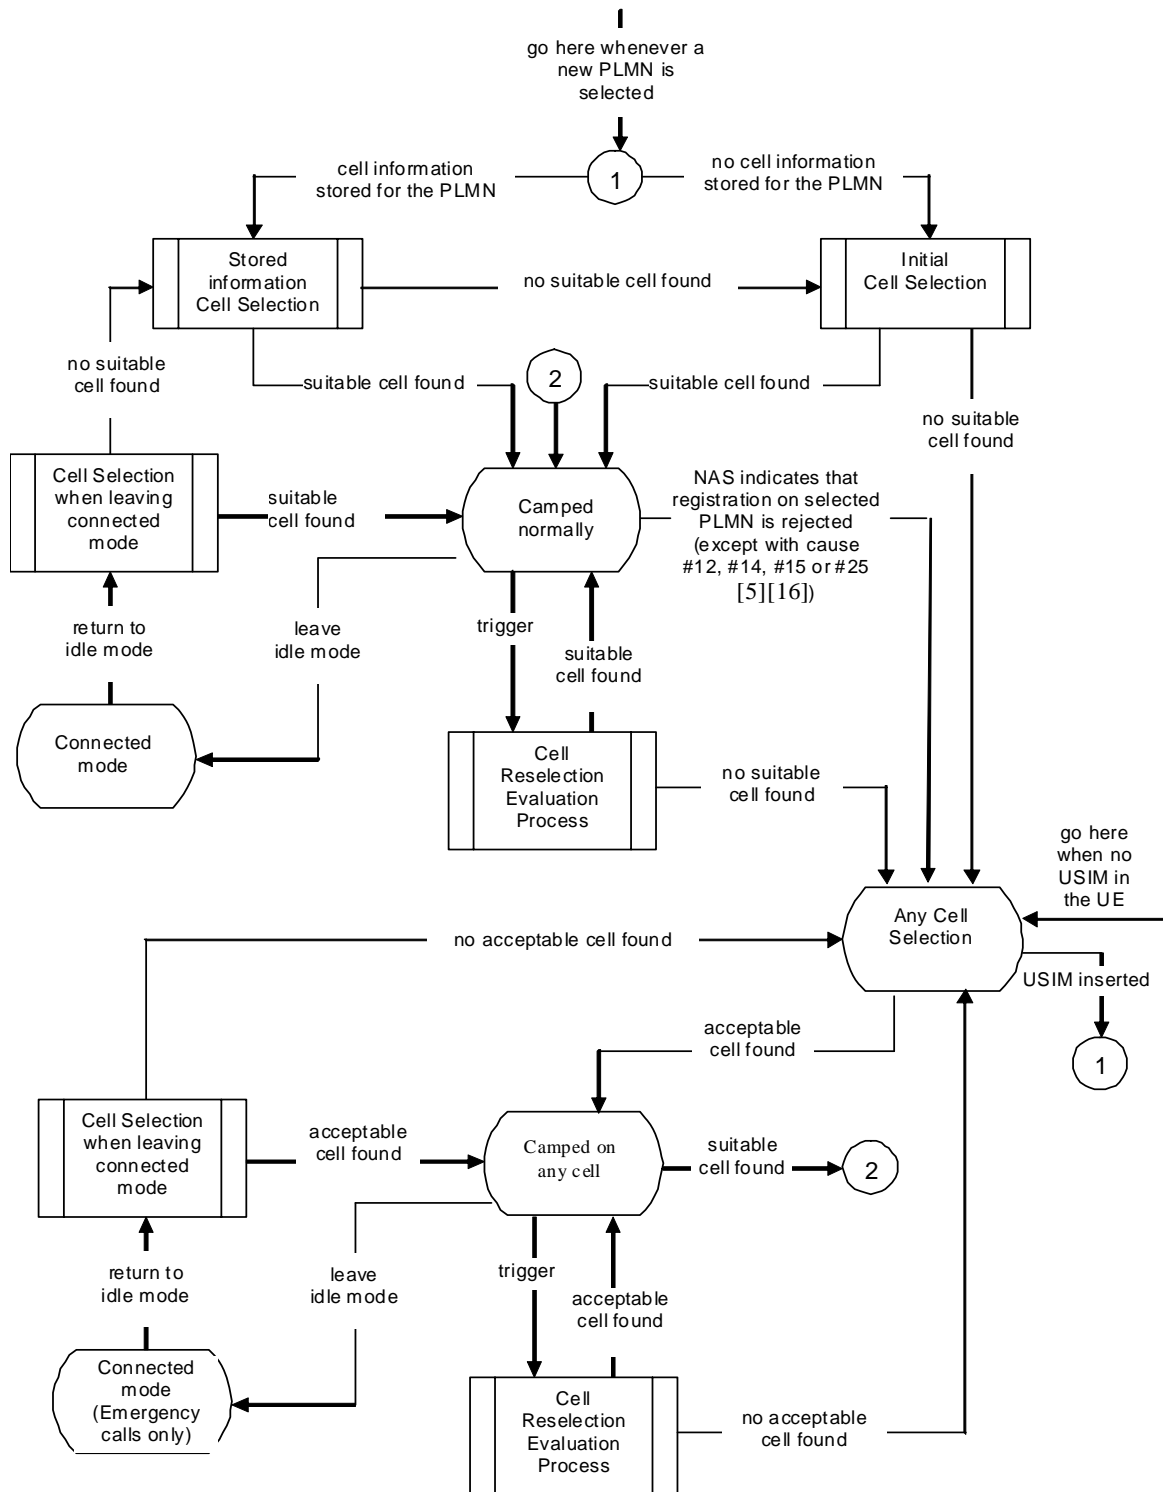 go here whenever a
new PLMN is
selected
1
cell information
stored for the PLMN
no cell information
stored for the PLMN
Stored
information
Cell Selection
no suitable cell found
Initial
Cell Selection
no suitable
cell found
suitable cell found
2
suitable cell found
no suitable
cell found
Cell Selection
when leaving
connected
mode
suitable
cell found
Camped
normally
NAS indicates that
registration on selected
PLMN is rejected
(except with cause
#12, #14, #15 or #25
[5][16])
return to
idle mode
leave
idle mode
trigger
suitable
cell found
Connected
mode
Cell
Reselection
Evaluation
Process
no suitable
cell found
go here
when no
USIM in
the UE
Any Cell
Selection
no acceptable cell found
USIM inserted
acceptable
cell found
1
Cell Selection
when leaving
connected
mode
acceptable
cell found
Camped on
any cell
suitable
cell found
2
return to
idle mode
leave
idle mode
trigger
acceptable
cell found
Connected
mode
(Emergency
calls only)
Cell
Reselection
Evaluation
Process
no acceptable
cell found